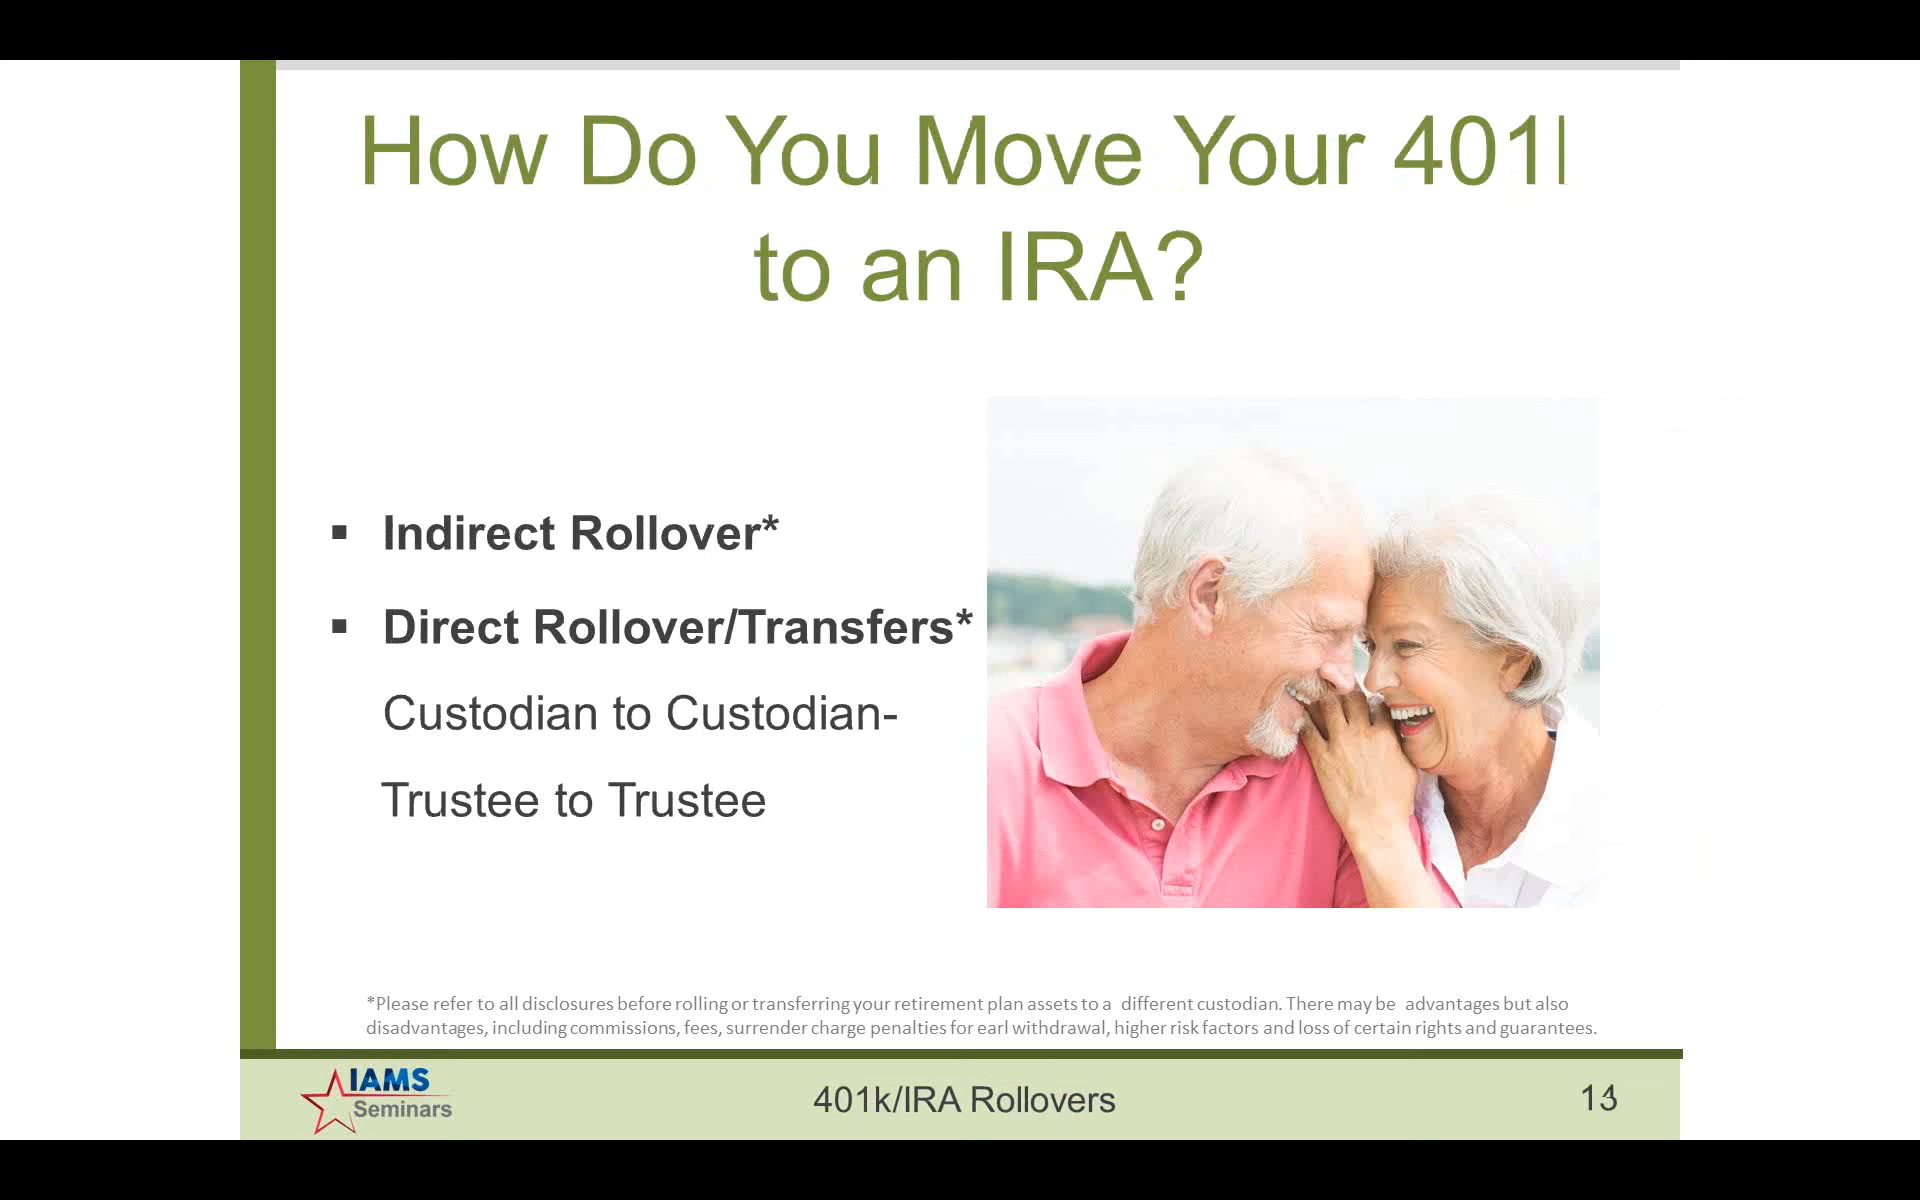 How Do You Move Your 401l
to an IRA?
▪ Indirect Rollover*
▪ Direct Rollover/Transfers*
Custodian to Custodian-
Trustee to Trustee
*Please refer to all disclosures before rolling or transferring your retirement plan assets to a different custodian. There may be advantages but also
disadvantages, including commissions, fees, surrender charge penalties for earl withdrawal, higher risk factors and loss of certain rights and guarantees.
IAMS
Seminars
401k/IRA Rollovers